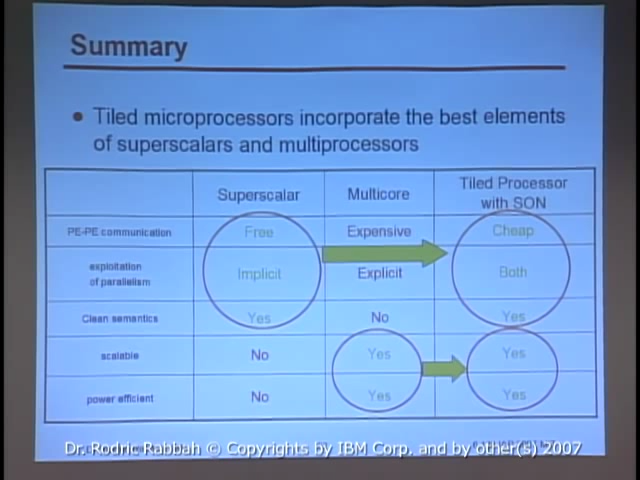 Summary
• Tiled microprocessors incorporate the best elements
of superscalars and multiprocessors
Superscalar Multicore Tiled Processor
with SON
PE-PE communication Free Expensive Cheap
exploitation
of parallelism Implicit Explicit Both
Clean semantics Yes No Yes
scalable No Yes Yes
power efficient No Yes Yes
Dr. Rodric Rabbah © Copyrights by IBM Corp. and by other(s) 2007